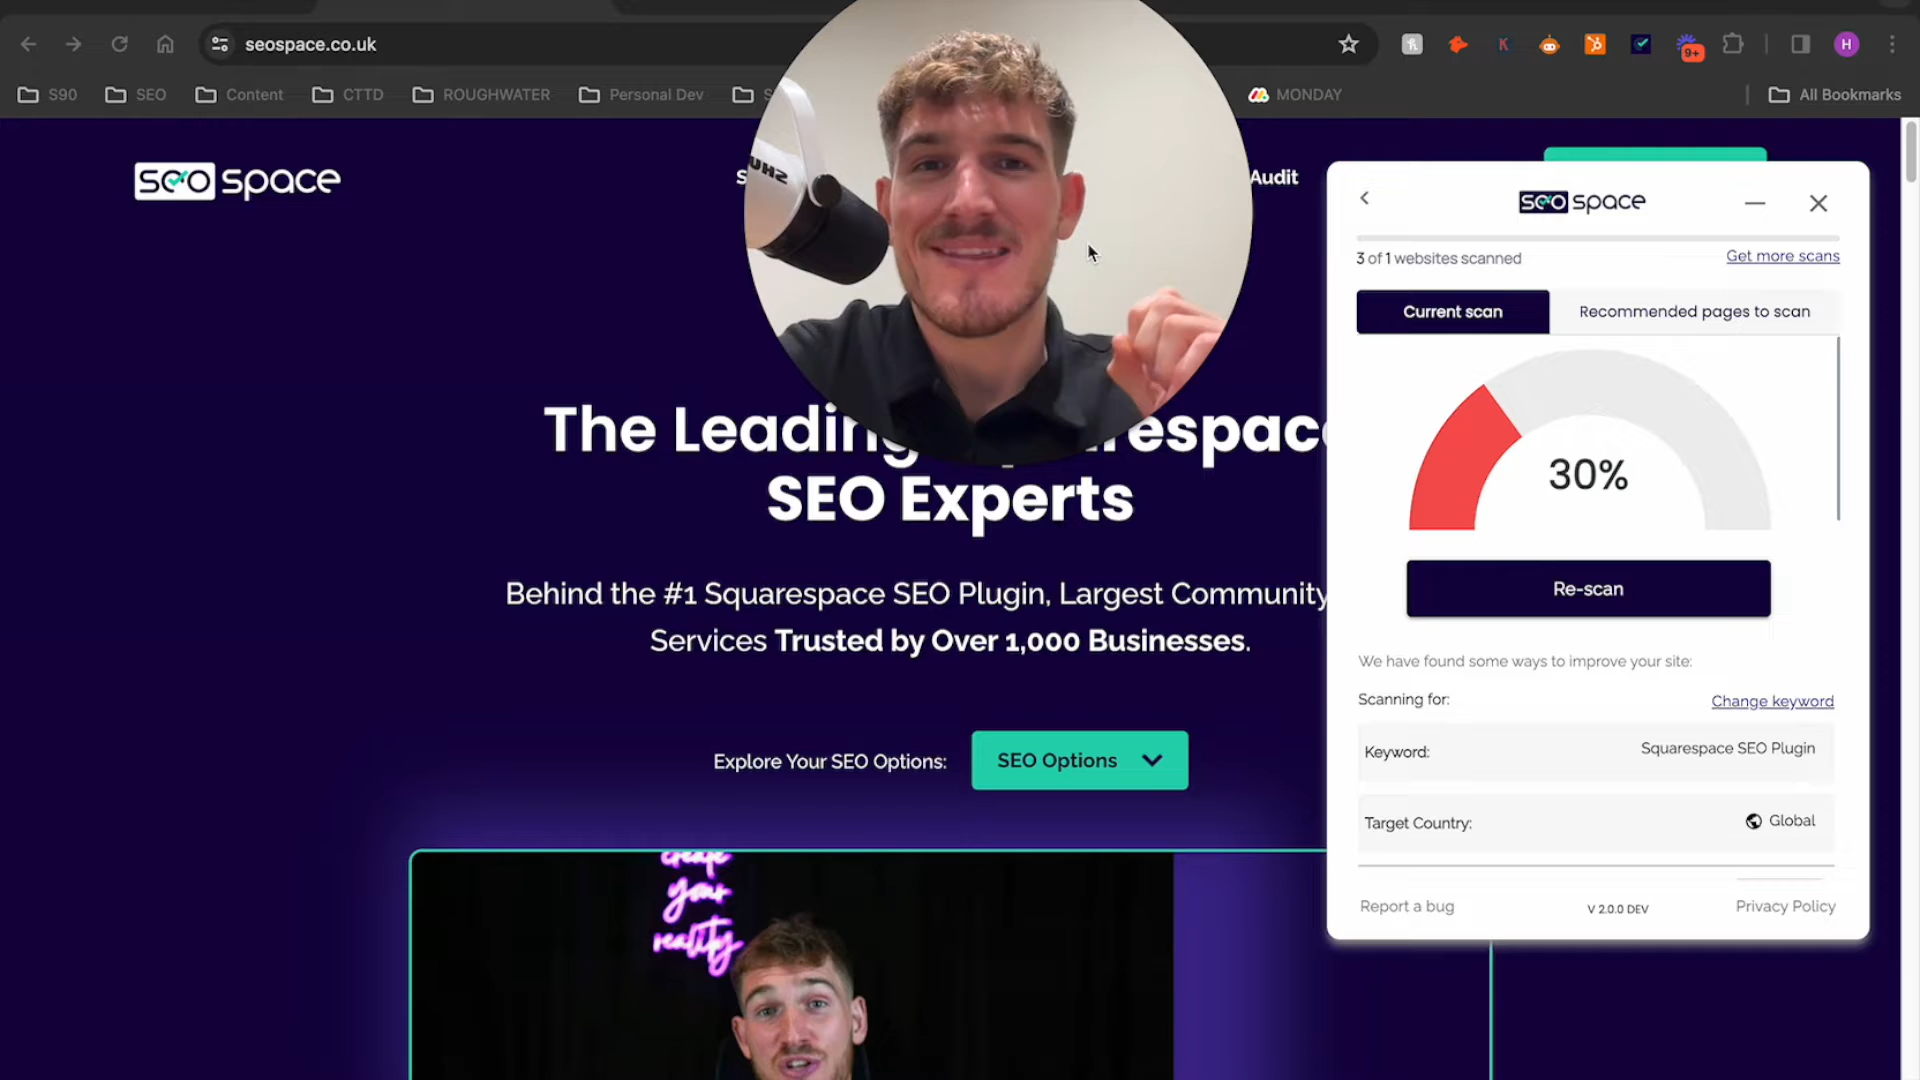 seospace.co.uk
9+
H
S90
SEO
Content
CTTD
ROUGHWATER
Personal Dev
MONDAY
All Bookmarks
seo space
Audit
SHU
The Leading
espace
SEO Experts
Behind the #1 Squarespace SEO Plugin, Largest Community
Services Trusted by Over 1,000 Businesses.
Explore Your SEO Options:
SEO Options
create
your
reality
seo space
3 of 1 websites scanned
Get more scans
Current scan
Recommended pages to scan
30%
Re-scan
We have found some ways to improve your site:
Scanning for:
Change keyword
Keyword:
Squarespace SEO Plugin
Target Country:
Global
Report a bug
V 2.0.0 DEV
Privacy Policy